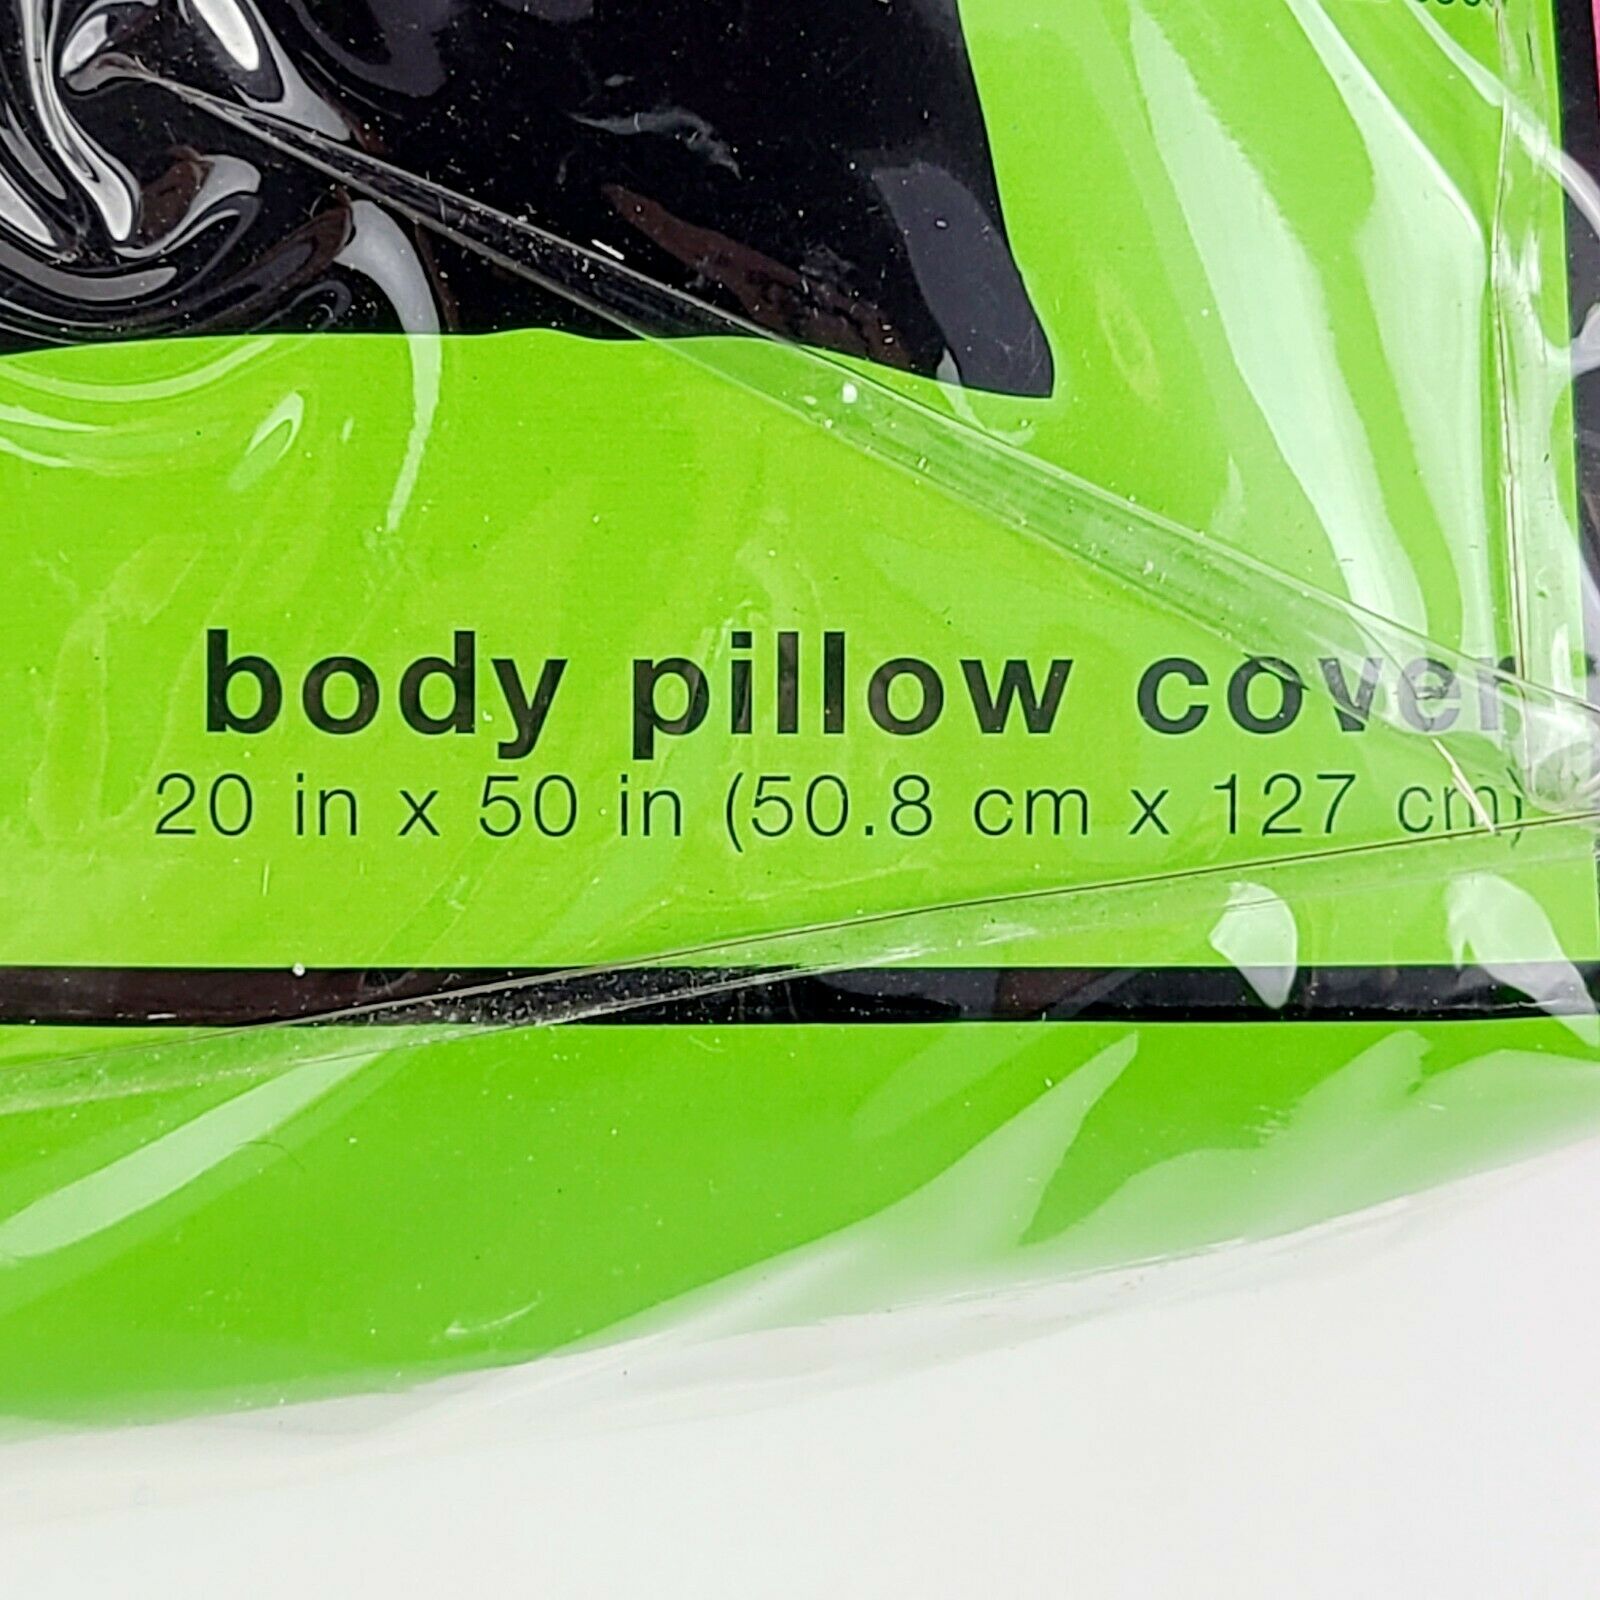 body pillow cover
20 in x 50 in (50.8 cm x 127 cm)